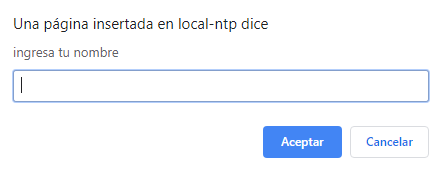 Una página insertada en local-ntp dice
ingresa tu nombre
Aceptar
Cancelar